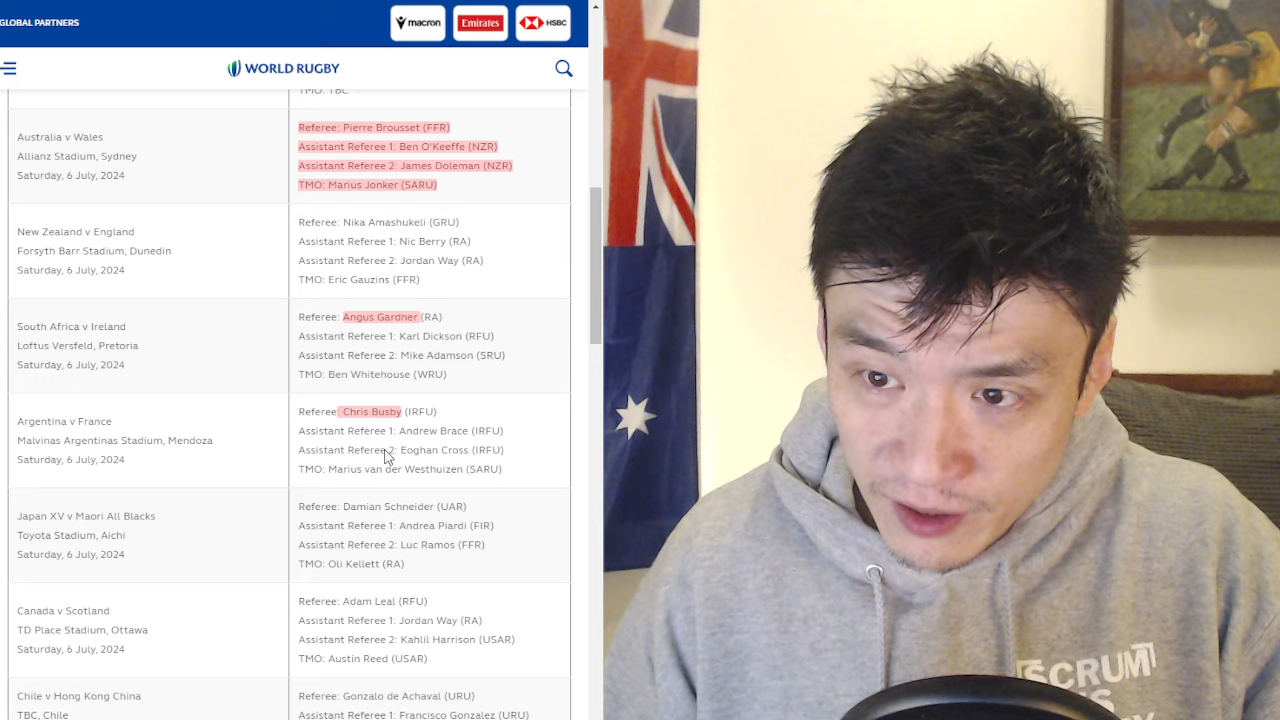 GLOBAL PARTNERS
macron
Emirates
HSBC
WORLD RUGBY
TMO: TBC
Australia v Wales
Allianz Stadium, Sydney
Saturday, 6 July, 2024
Referee: Pierre Brousset (FFR)
Assistant Referee 1: Ben O'Keeffe (NZR)
Assistant Referee 2: James Doleman (NZR)
TMO: Marius Jonker (SARU)
New Zealand v England
Forsyth Barr Stadium, Dunedin
Saturday, 6 July, 2024
Referee: Nika Amashukeli (GRU)
Assistant Referee 1: Nic Berry (RA)
Assistant Referee 2: Jordan Way (RA)
TMO: Eric Gauzins (FFR)
South Africa v Ireland
Loftus Versfeld, Pretoria
Saturday, 6 July, 2024
Referee: Angus Gardner (RA)
Assistant Referee 1: Karl Dickson (RFU)
Assistant Referee 2: Mike Adamson (SRU)
TMO: Ben Whitehouse (WRU)
Argentina v France
Malvinas Argentinas Stadium, Mendoza
Saturday, 6 July, 2024
Referee: Chris Busby (IRFU)
Assistant Referee 1: Andrew Brace (IRFU)
Assistant Referee 2: Eoghan Cross (IRFU)
TMO: Marius van der Westhuizen (SARU)
Japan XV v Maori All Blacks
Toyota Stadium, Aichi
Saturday, 6 July, 2024
Referee: Damian Schneider (UAR)
Assistant Referee 1: Andrea Piardi (FIR)
Assistant Referee 2: Luc Ramos (FFR)
TMO: Oli Kellett (RA)
Canada v Scotland
TD Place Stadium, Ottawa
Saturday, 6 July, 2024
Referee: Adam Leal (RFU)
Assistant Referee 1: Jordan Way (RA)
Assistant Referee 2: Kahlil Harrison (USAR)
TMO: Austin Reed (USAR)
Chile v Hong Kong China
TBC, Chile
Referee: Gonzalo de Achaval (URU)
Assistant Referee 1: Francisco Gonzalez (URU)
SCRUM